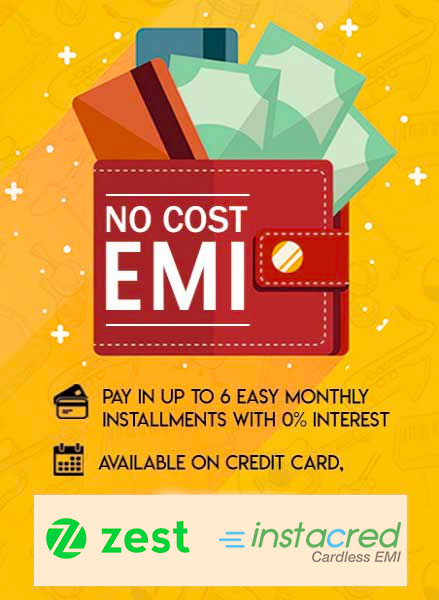 NO COST
EMI
PAY IN UP TO 6 EASY MONTHLY
INSTALLMENTS WITH 0% INTEREST
AVAILABLE ON CREDIT CARD,
zest
instacred
Cardless EMI